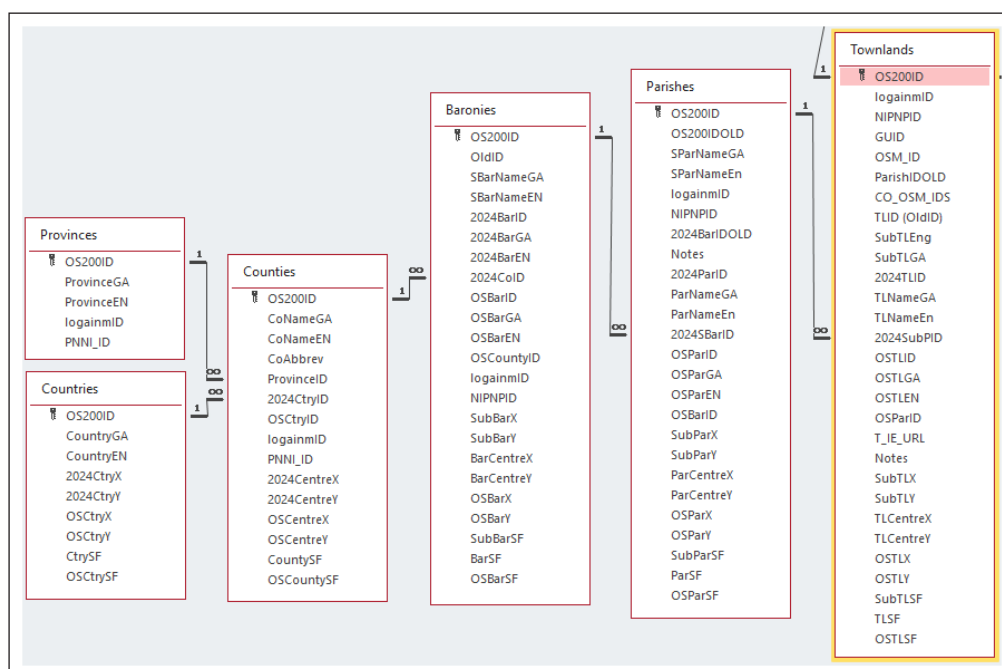 Provinces
OS200ID
ProvinceGA
ProvinceEN
logainmID
PNNI_ID
Countries
OS200ID
CountryGA
CountryEN
2024CtryX
2024CtryY
OSCtryX
OSCtryY
CtrySF
OSCtrySF
1
∞
1
∞
Counties
OS200ID
CoNameGA
CoNameEN
CoAbbrev
ProvinceID
2024CtryID
OSCtryID
logainmID
PNNI_ID
2024CentreX
2024CentreY
OSCentreX
OSCentreY
CountySF
OSCountySF
1
∞
Baronies
OS200ID
OldID
SBarNameGA
SBarNameEN
2024BarID
2024BarGA
2024BarEN
2024CoID
OSBarID
OSBarGA
OSBarEN
OSCountyID
logainmID
NIPNPID
SubBarX
SubBarY
BarCentreX
BarCentreY
OSBarX
OSBarY
SubBarSF
BarSF
OSBarSF
1
∞
Parishes
OS200ID
OS200IDOLD
SParNameGA
SParNameEn
logainmID
NIPNPID
2024BarIDOLD
Notes
2024ParID
ParNameGA
ParNameEn
2024SBarID
OSParID
OSParGA
OSParEN
OSBarID
SubParX
SubParY
ParCentreX
ParCentreY
OSParX
OSParY
SubParSF
ParSF
OSParSF
1
∞
1
Townlands
OS200ID
logainmID
NIPNPID
GUID
OSM_ID
ParishIDOLD
CO_OSM_IDS
TLID (OldID)
SubTLEng
SubTLGA
2024TLID
TLNameGA
TLNameEn
2024SubPID
OSTLID
OSTLGA
OSTLEN
OSParID
T_IE_URL
Notes
SubTLX
SubTLY
TLCentreX
TLCentreY
OSTLX
OSTLY
SubTLSF
TLSF
OSTLSF